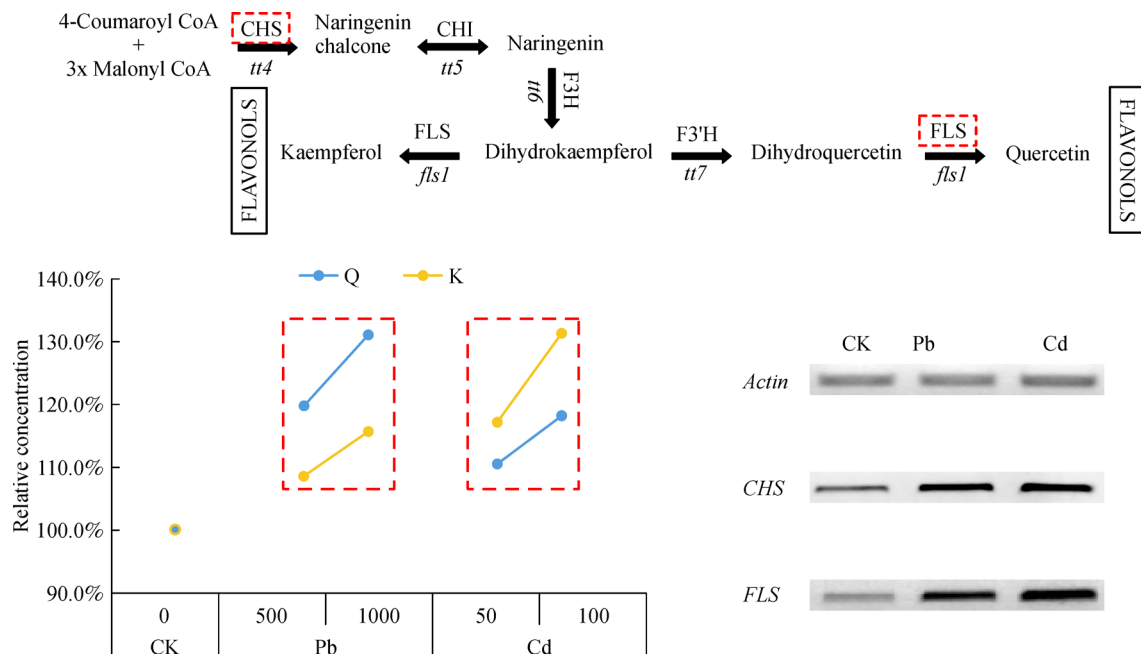 4-Coumaroyl CoA
+
3x Malonyl CoA
CHS
tt4
Naringenin
chalcone
CHI
tt5
Naringenin
F3H
tt6
FLAVONOLS
Kaempferol
FLS
fls1
Dihydrokaempferol
F3'H
tt7
Dihydroquercetin
FLS
fls1
Quercetin
FLAVONOLS
Q
K
Relative concentration
140.0%
130.0%
120.0%
110.0%
100.0%
90.0%
0
500
1000
50
100
CK
Pb
Cd
CK
Pb
Cd
Actin
CHS
FLS